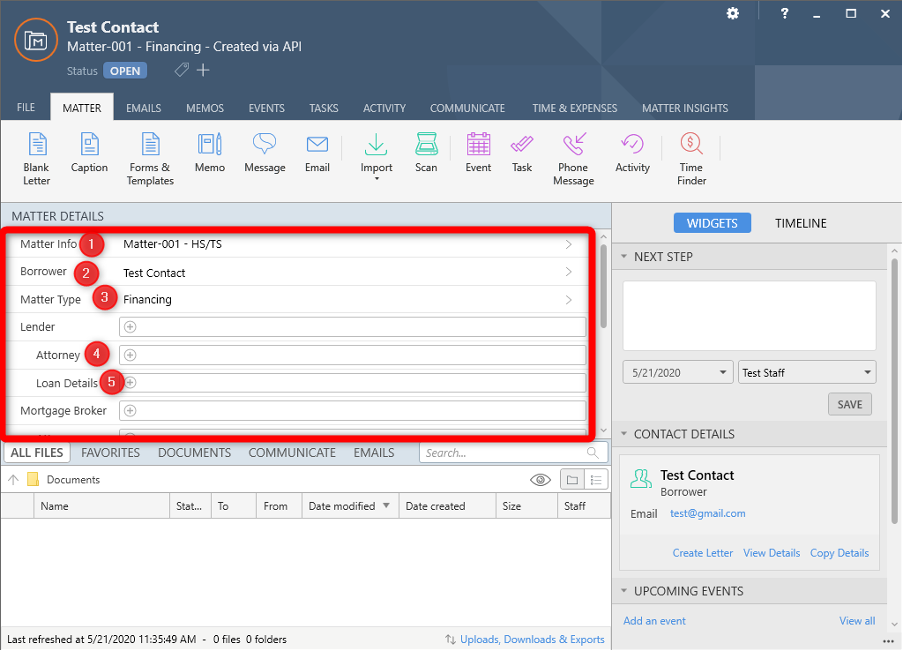 Test Contact
Matter-001 - Financing - Created via API
Status OPEN
FILE MATTER EMAILS MEMOS EVENTS TASKS ACTIVITY COMMUNICATE TIME & EXPENSES MATTER INSIGHTS
Blank Letter Caption Forms & Templates Memo Message Email Import Scan Event Task Phone Message Activity Time Finder
MATTER DETAILS
Matter Info 1 Matter-001 - HS/TS
Borrower 2 Test Contact
Matter Type 3 Financing
Lender
Attorney 4
Loan Details 5
Mortgage Broker
ALL FILES FAVORITES DOCUMENTS COMMUNICATE EMAILS Search...
Documents
Name Stat... To From Date modified Date created Size Staff
Last refreshed at 5/21/2020 11:35:49 AM - 0 files 0 folders
Uploads, Downloads & Exports
WIDGETS TIMELINE
NEXT STEP
5/21/2020 Test Staff
SAVE
CONTACT DETAILS
Test Contact
Borrower
Email test@gmail.com
Create Letter View Details Copy Details
UPCOMING EVENTS
Add an event View all